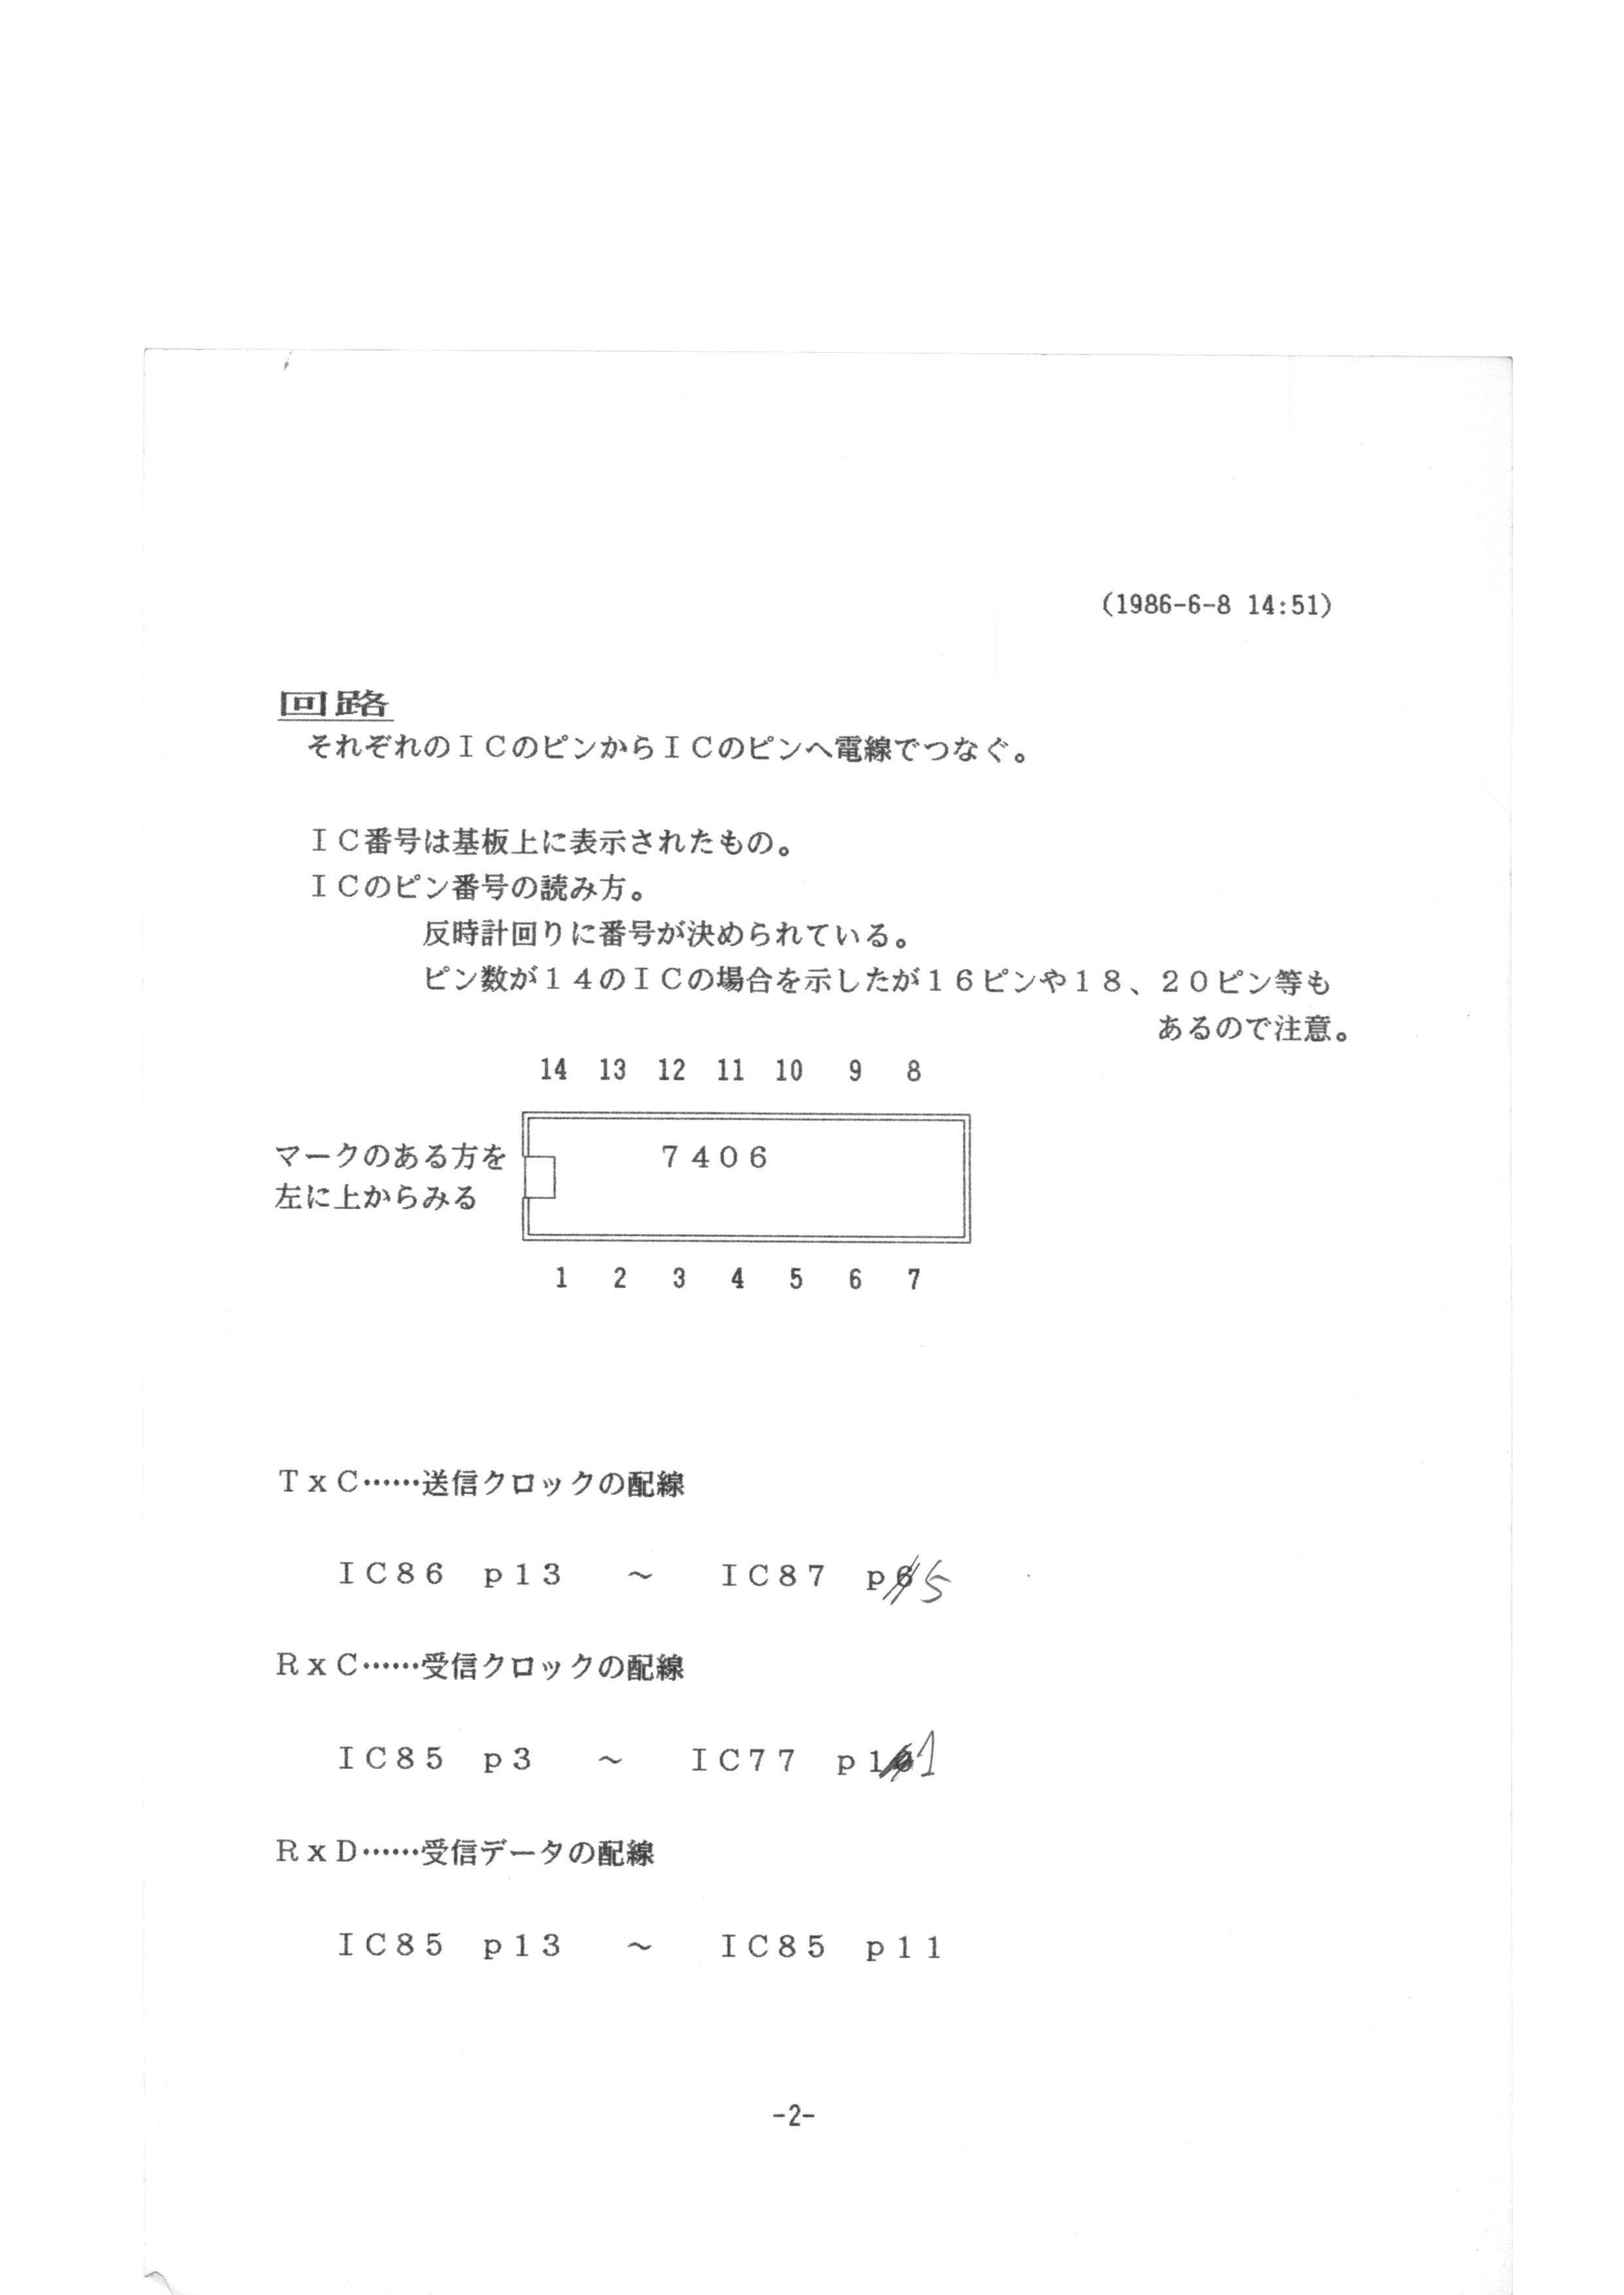 (1986-6-8 14:51)
回路
それぞれのＩＣのピンからＩＣのピンへ電線でつなぐ。
ＩＣ番号は基板上に表示されたもの。
ＩＣのピン番号の読み方。
反時計回りに番号が決められている。
ピン数が１４のＩＣの場合を示したが１６ピンや１８、２０ピン等も
あるので注意。
14 13 12 11 10 9 8
マークのある方を
左に上からみる
７４０６
1 2 3 4 5 6 7
ＴｘＣ……送信クロックの配線
ＩＣ８６ ｐ１３ ～ ＩＣ８７ ｐ６5
ＲｘＣ……受信クロックの配線
ＩＣ８５ ｐ３ ～ ＩＣ７７ ｐ１1
ＲｘＤ……受信データの配線
ＩＣ８５ ｐ１３ ～ ＩＣ８５ ｐ１１
-2-